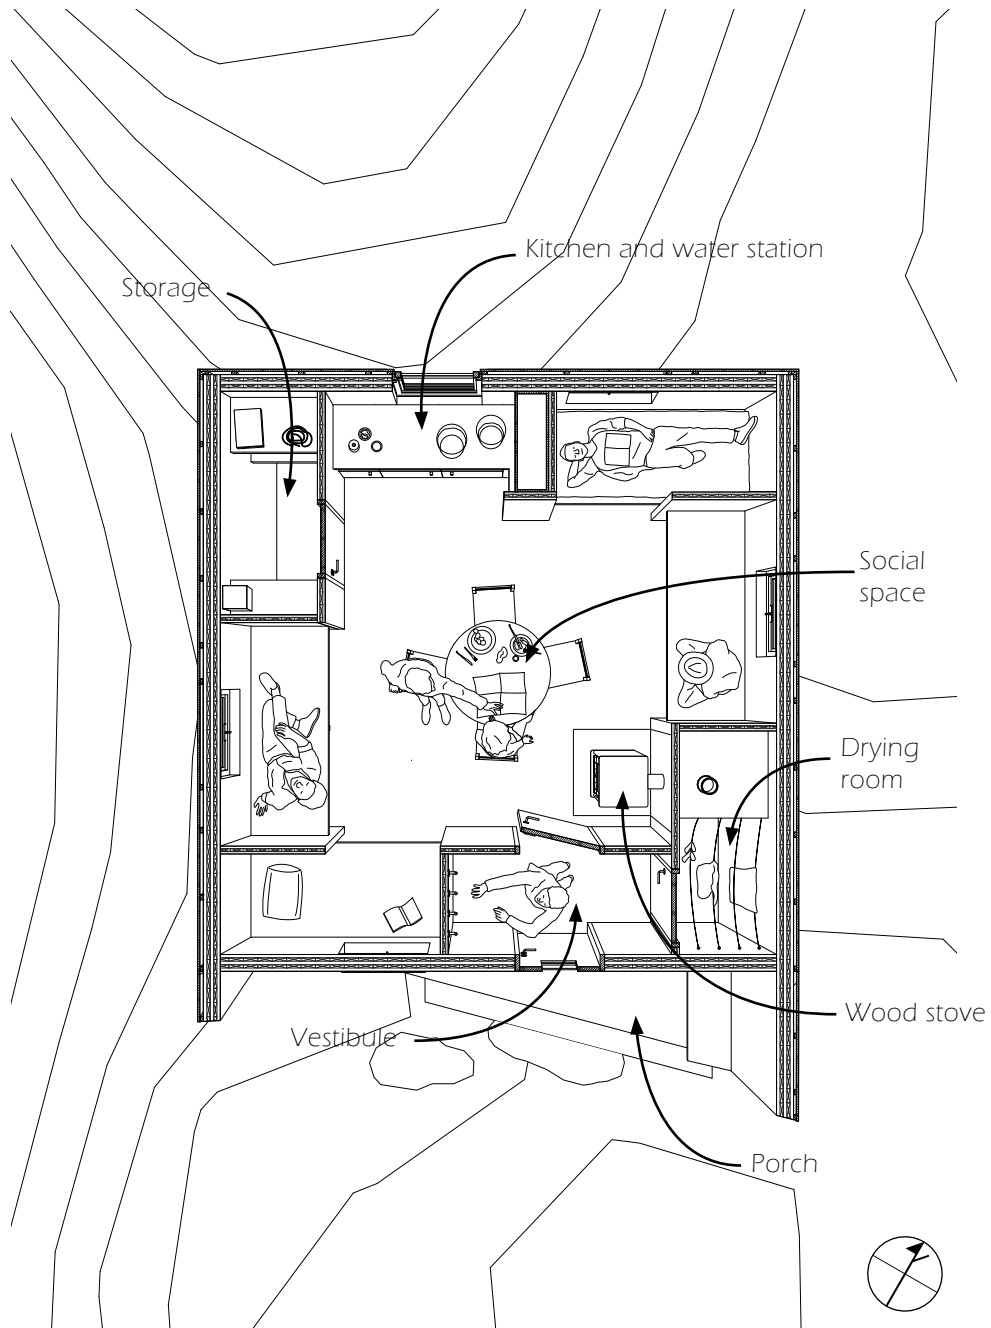 Kitchen and water station
Storage
Social
space
Drying
room
Wood stove
Vestibule
Porch